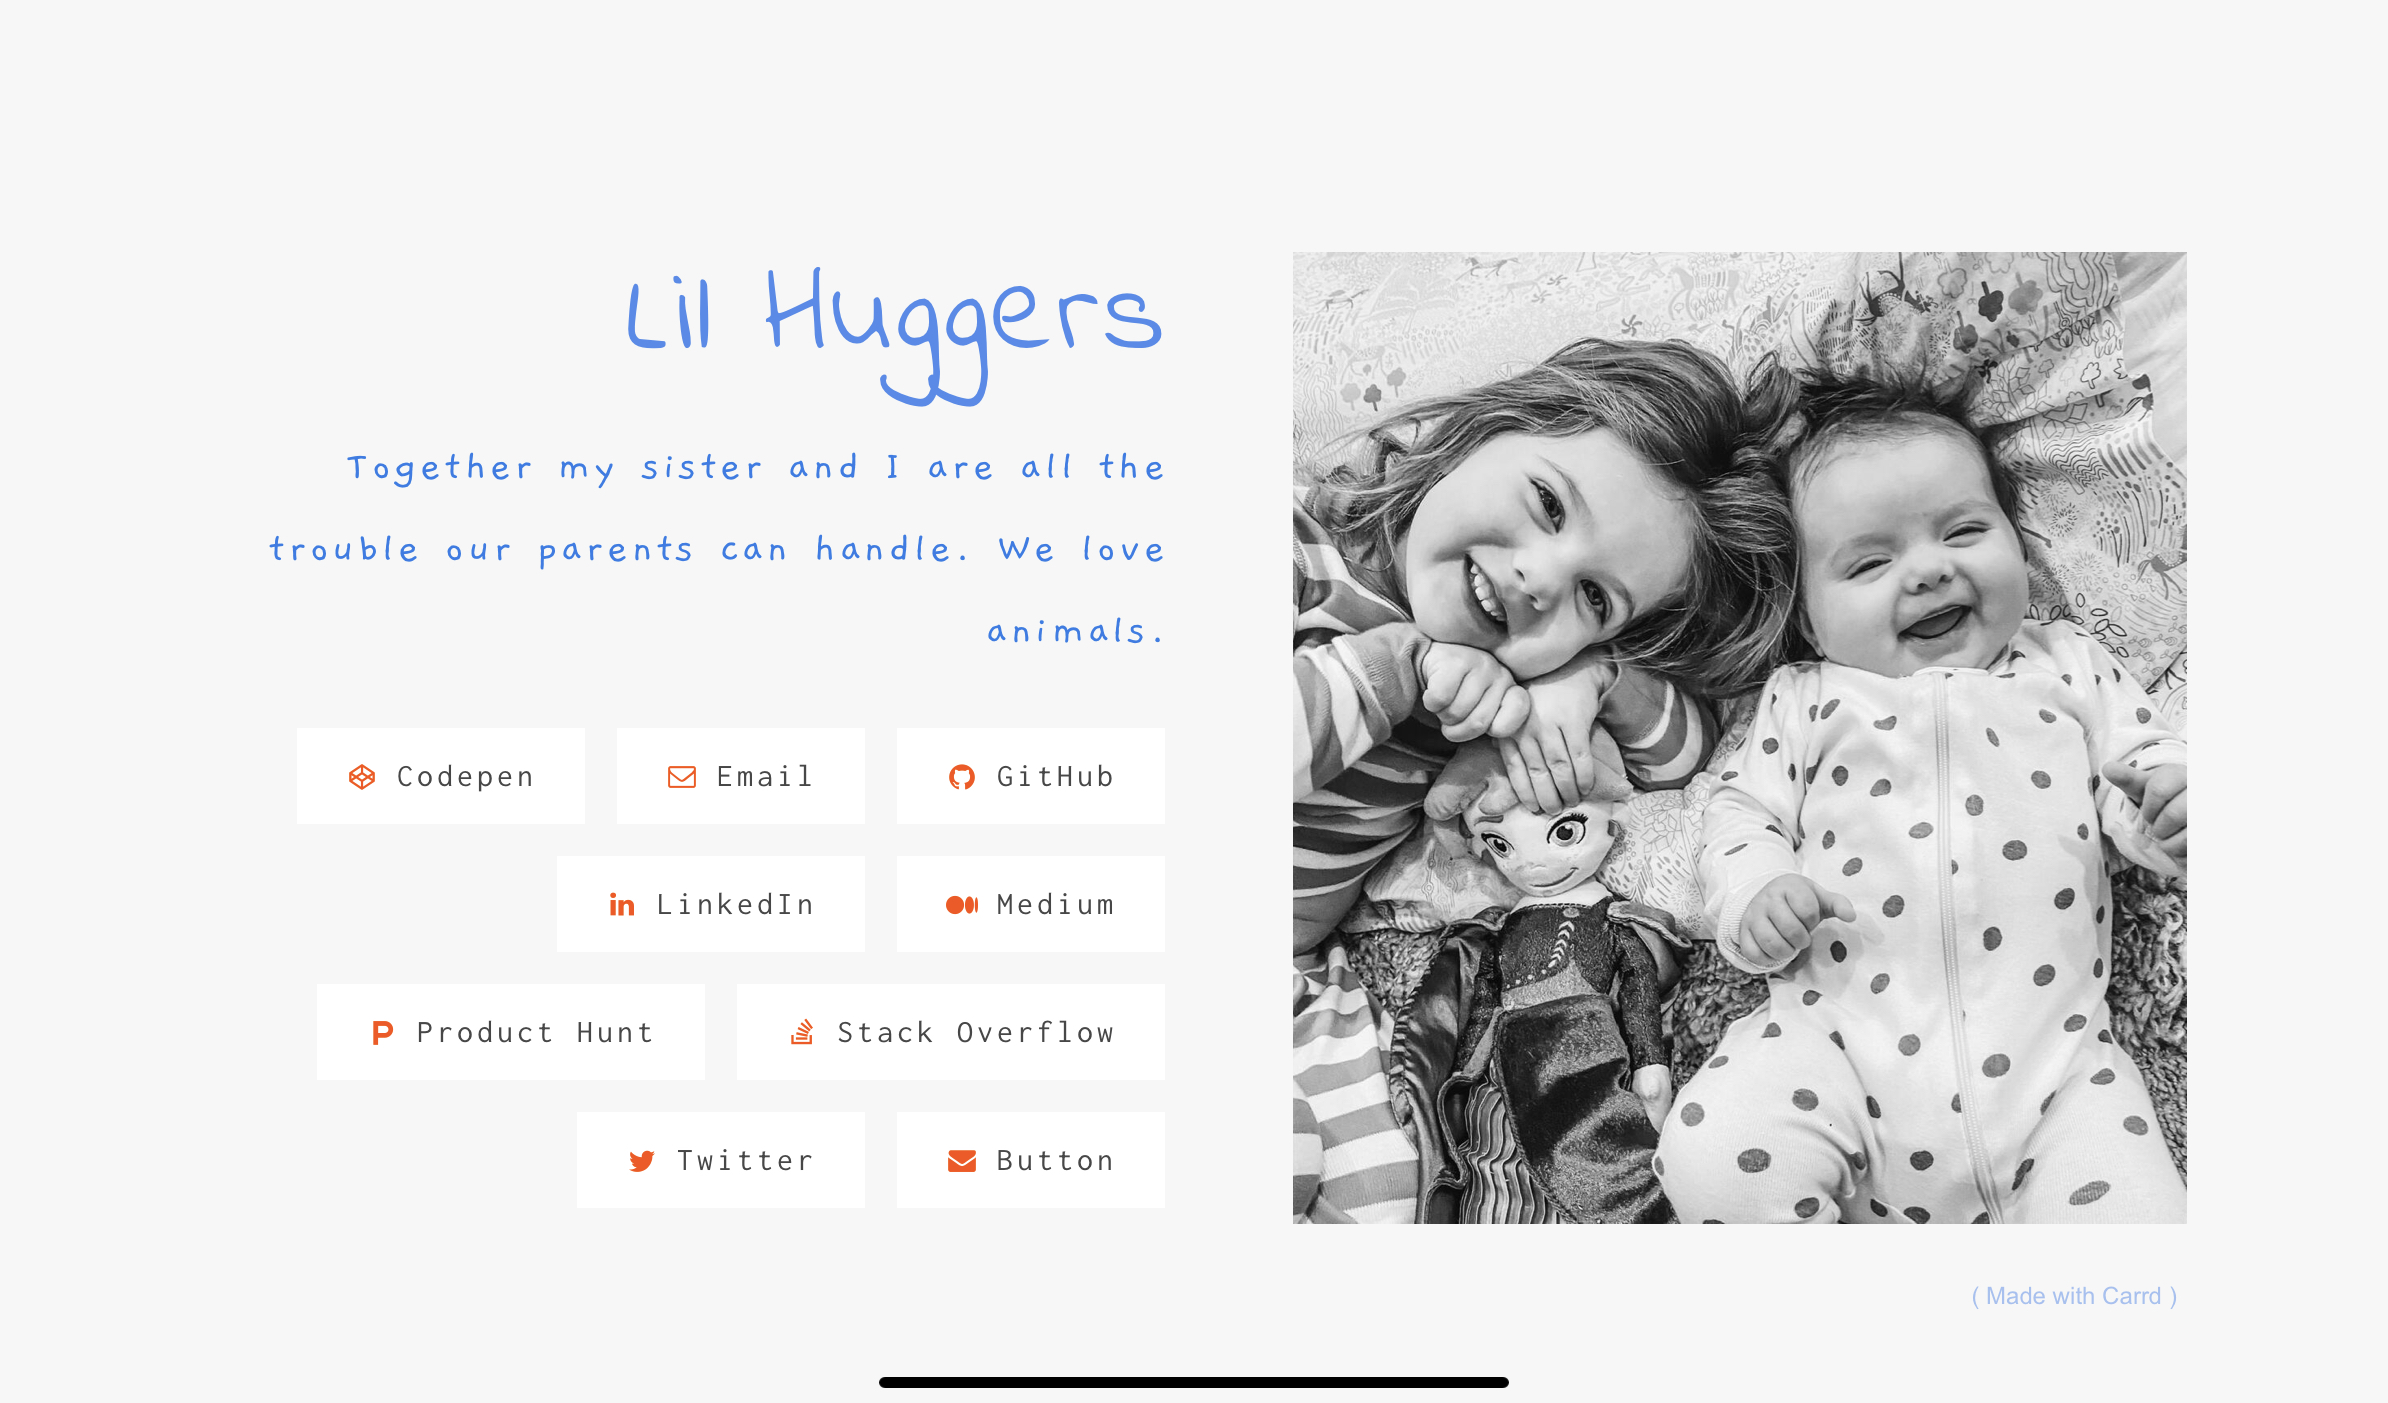 Lil Huggers
Together my sister and I are all the
trouble our parents can handle. We love
animals.
Codepen
Email
GitHub
LinkedIn
Medium
Product Hunt
Stack Overflow
Twitter
Button
( Made with Carrd )